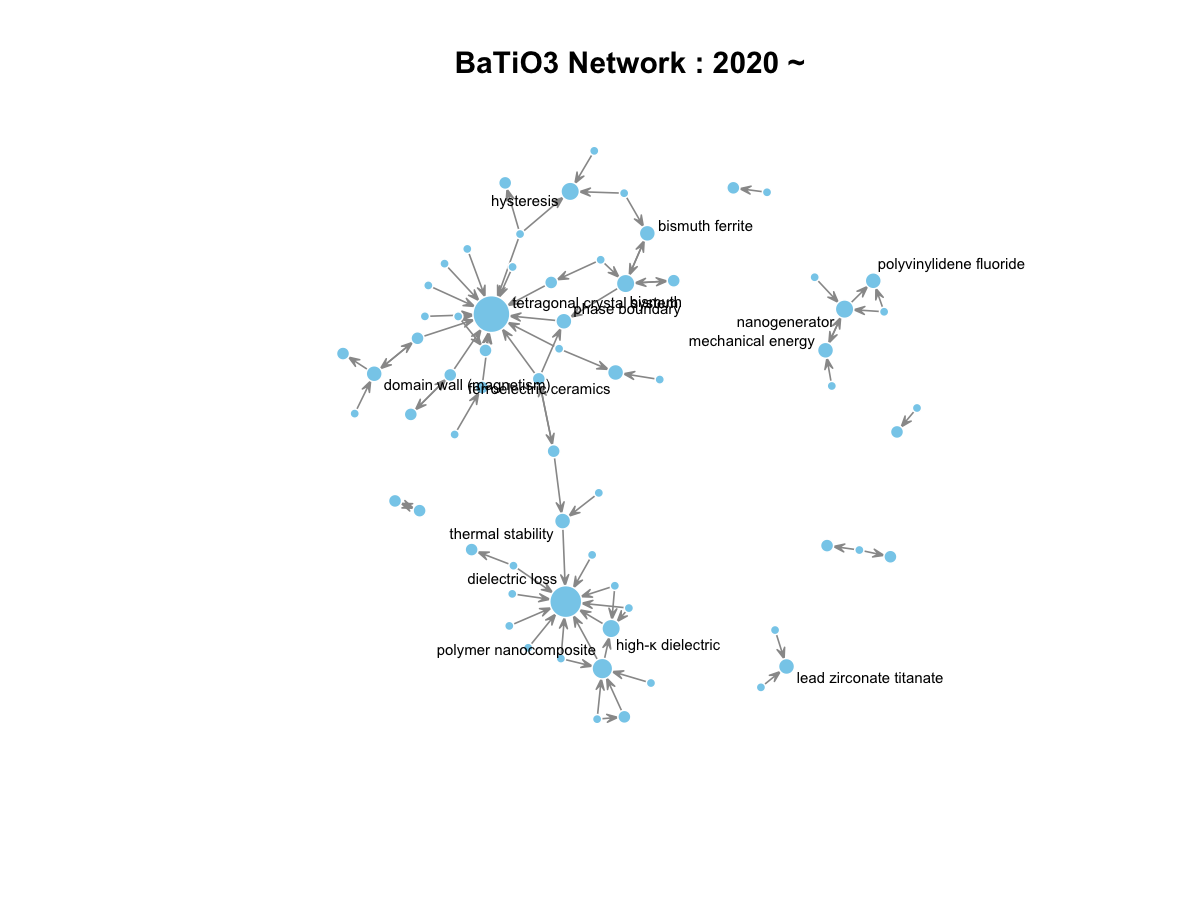 BaTiO3 Network : 2020 ~
hysteresis
bismuth ferrite
polyvinylidene fluoride
tetragonal crystal system
bismuth
phase boundary
nanogenerator
mechanical energy
domain wall (magnetism)
ferroelectric ceramics
thermal stability
dielectric loss
high-κ dielectric
polymer nanocomposite
lead zirconate titanate